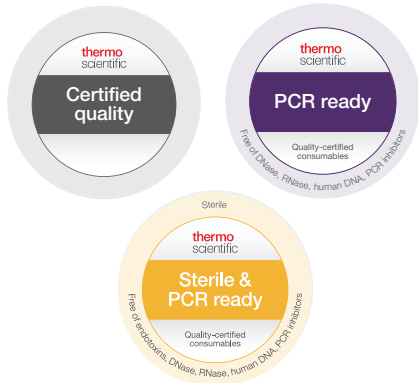 thermo
scientific
Certified
quality
thermo
scientific
PCR ready
Quality-certified
consumables
Free of DNase, RNase, human DNA, PCR inhibitors
Sterile
thermo
scientific
Sterile &
PCR ready
Quality-certified
consumables
Free of endotoxins, DNase, RNase, human DNA, PCR inhibitors